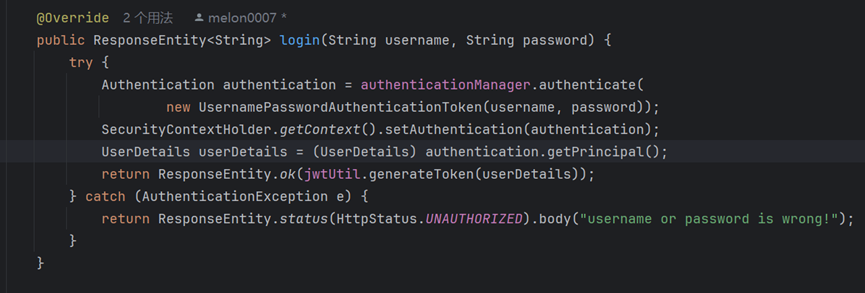 @Override 2 个用法 melon0007 *
public ResponseEntity<String> login(String username, String password) {
try {
Authentication authentication = authenticationManager.authenticate(
new UsernamePasswordAuthenticationToken(username, password));
SecurityContextHolder.getContext().setAuthentication(authentication);
UserDetails userDetails = (UserDetails) authentication.getPrincipal();
return ResponseEntity.ok(jwtUtil.generateToken(userDetails));
} catch (AuthenticationException e) {
return ResponseEntity.status(HttpStatus.UNAUTHORIZED).body("username or password is wrong!");
}
}